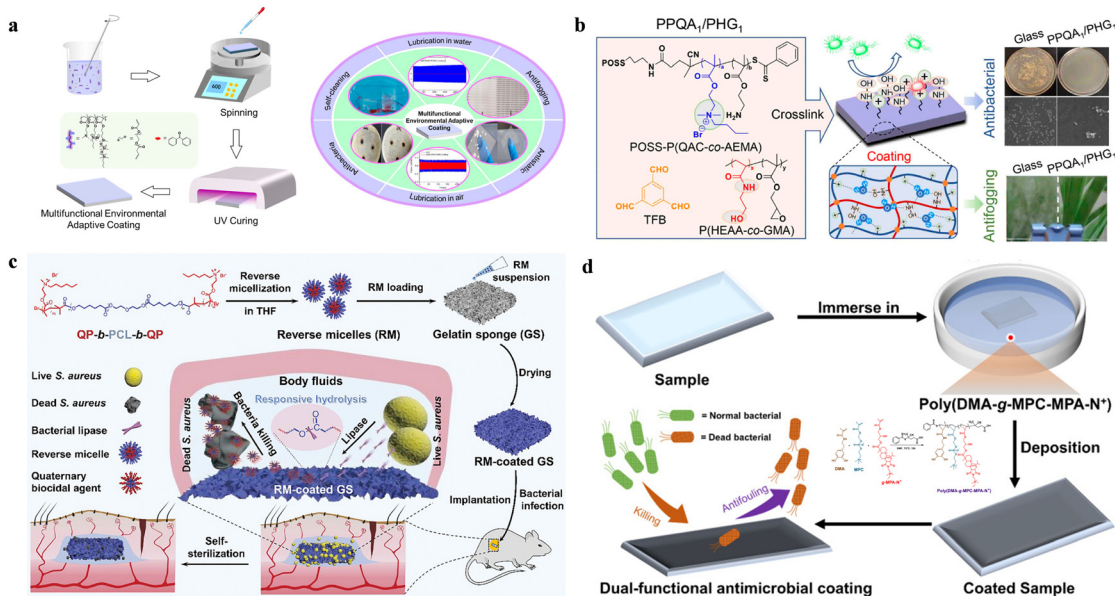 a
600
Spinning
UV Curing
Multifunctional Environmental
Adaptive Coating
Lubrication in water
Antifogging
Antistatic
Lubrication in air
Antibacteria
Self-cleaning
Multifunctional
Environmental Adaptive
Coating
b
PPQA₁/PHG₁
POSS
N
H
O
CN
S
a
b
S
O
O
O
O
N
Br
H₂N
POSS-P(QAC-co-AEMA)
CHO
OHC
CHO
TFB
x
y
O
NH
HO
O
O
O
P(HEAA-co-GMA)
Crosslink
OH
NH
Coating
Glass
PPQA₁/PHG₁
Antibacterial
Glass
PPQA₁/PHG₁
Antifogging
c
QP-b-PCL-b-QP
Reverse
micellization
in THF
Reverse micelles (RM)
RM loading
RM
suspension
Gelatin sponge (GS)
Drying
RM-coated GS
Implantation
Bacterial
infection
Live S. aureus
Dead S. aureus
Bacterial lipase
Reverse micelle
Quaternary
biocidal agent
Body fluids
Responsive hydrolysis
Bacteria killing
Lipase
Dead S. aureus
Live S. aureus
RM-coated GS
Self-
sterilization
d
Sample
Immerse in
Poly(DMA-g-MPC-MPA-N⁺)
Deposition
= Normal bacterial
= Dead bacterial
DMA
MPC
g-MPA-N⁺
Poly(DMA-g-MPC-MPA-N⁺)
Killing
Antifouling
Dual-functional antimicrobial coating
Coated Sample